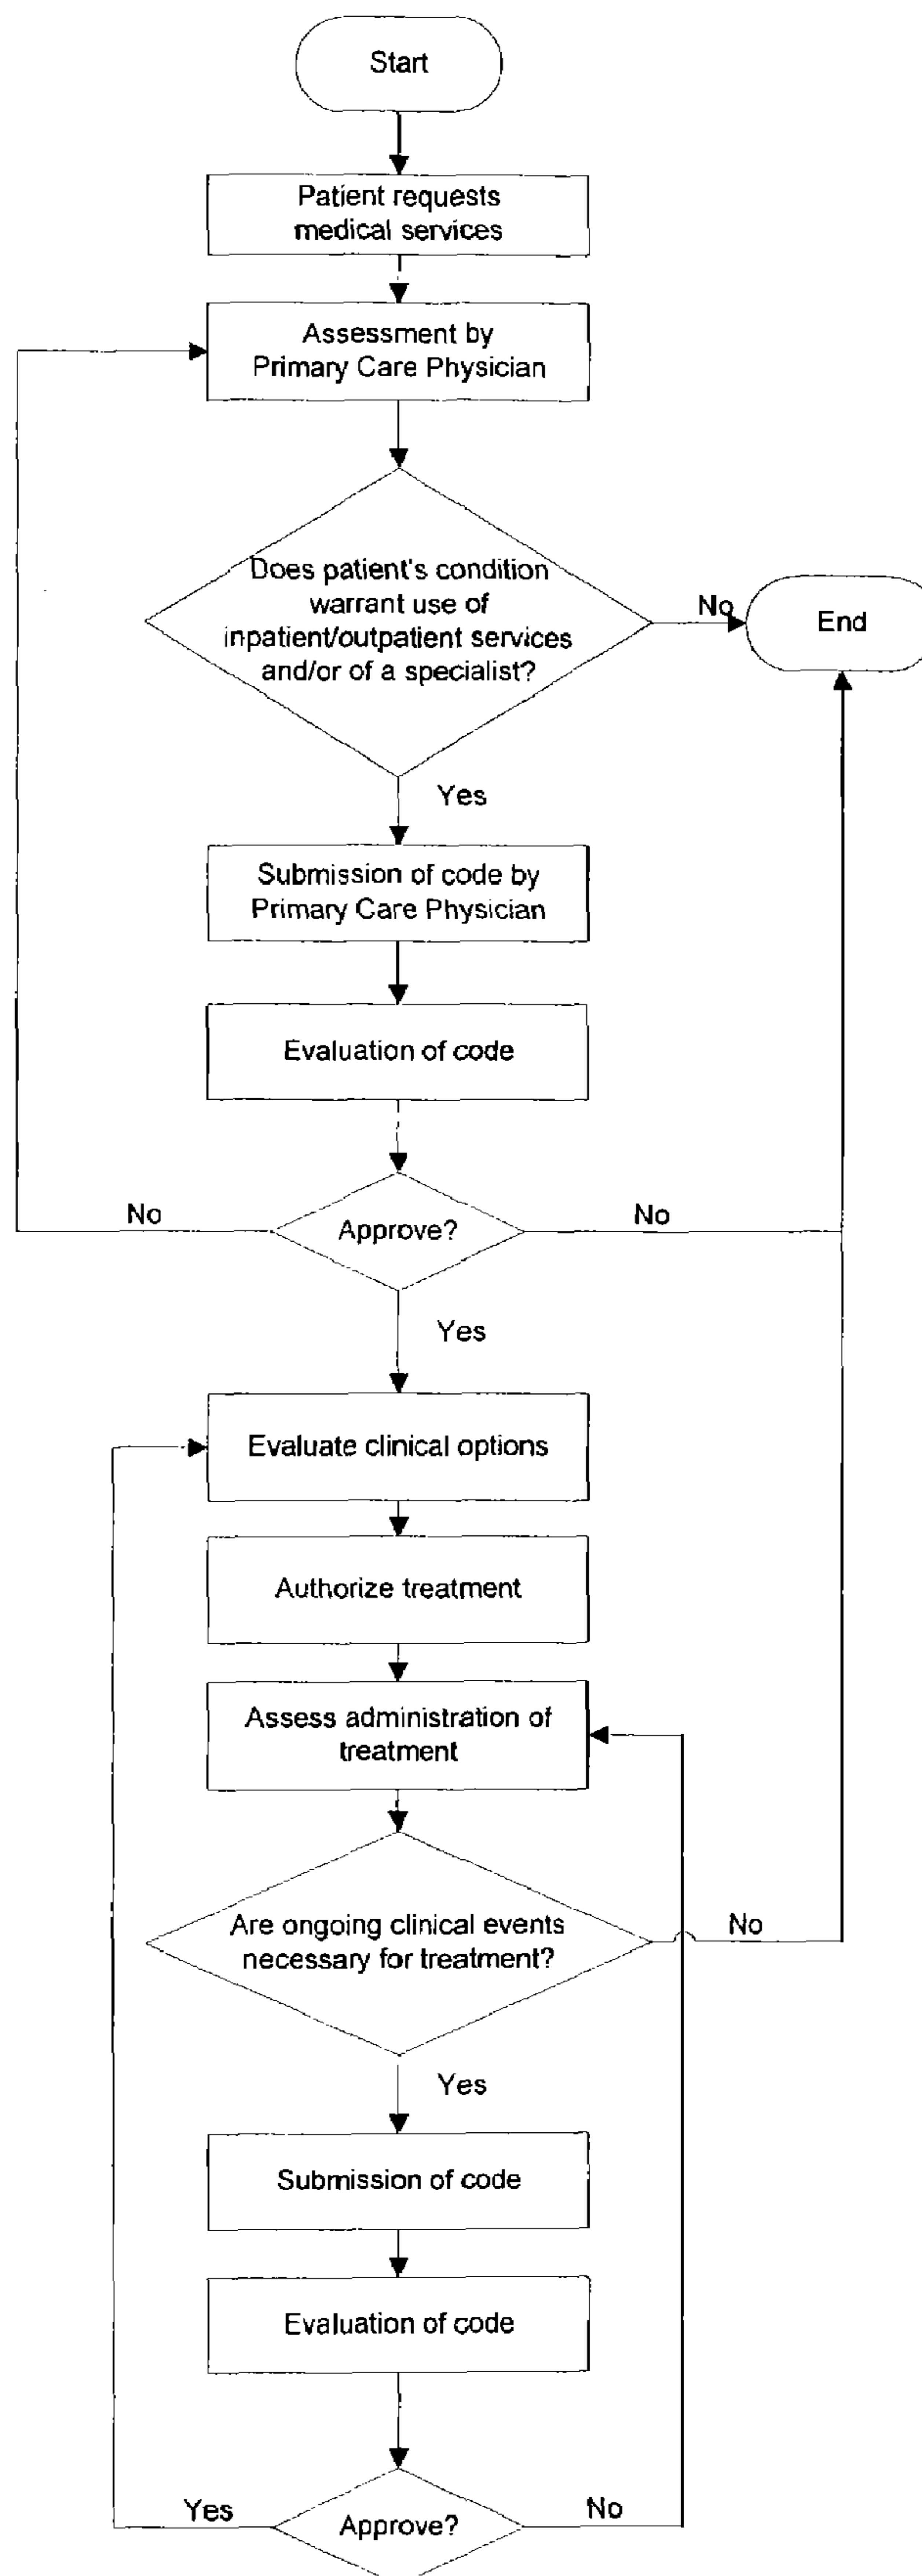 Start
Patient requests
medical services
Assessment by
Primary Care Physician
Does patient's condition
warrant use of
inpatient/outpatient services
and/or of a specialist?
No
End
Yes
Submission of code by
Primary Care Physician
Evaluation of code
No
Approve?
No
Yes
Evaluate clinical options
Authorize treatment
Assess administration of
treatment
Are ongoing clinical events
necessary for treatment?
No
Yes
Submission of code
Evaluation of code
Yes
Approve?
No